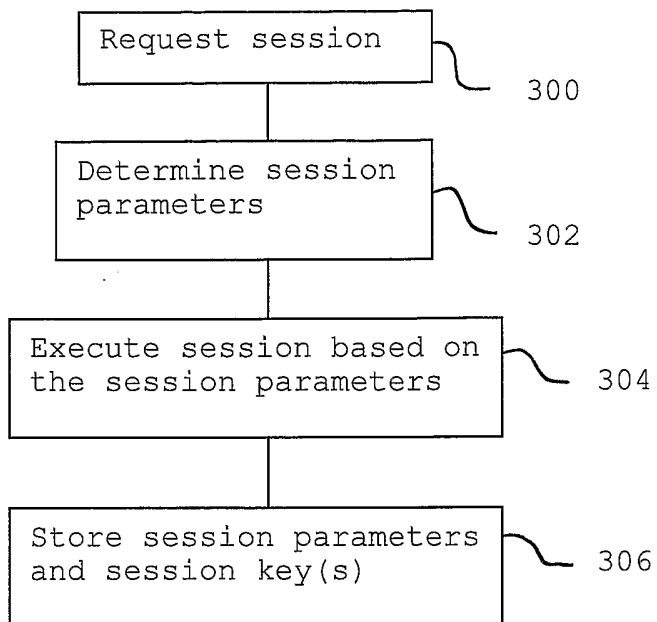 Request session
300
Determine session
parameters
302
Execute session based on
the session parameters
304
Store session parameters
and session key(s)
306